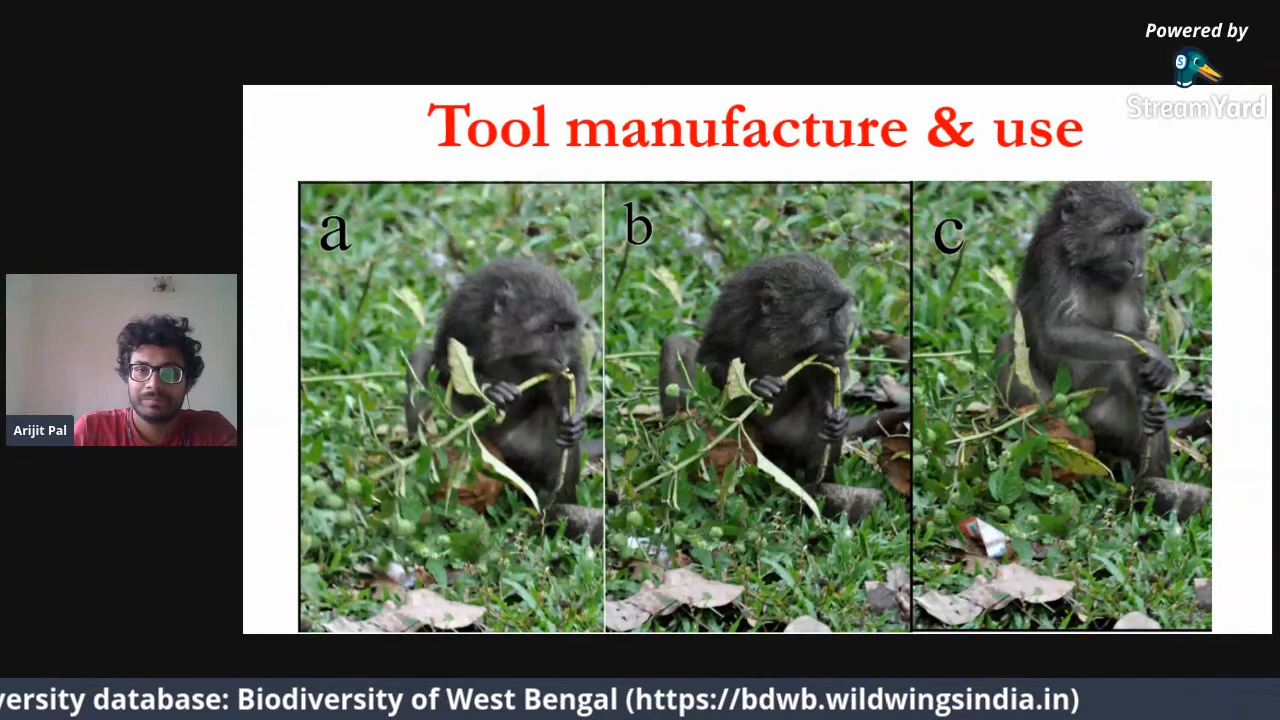 Powered by
StreamYard
Tool manufacture & use
a
b
c
Arijit Pal
versity database: Biodiversity of West Bengal (https://bdwb.wildwingsindia.in)